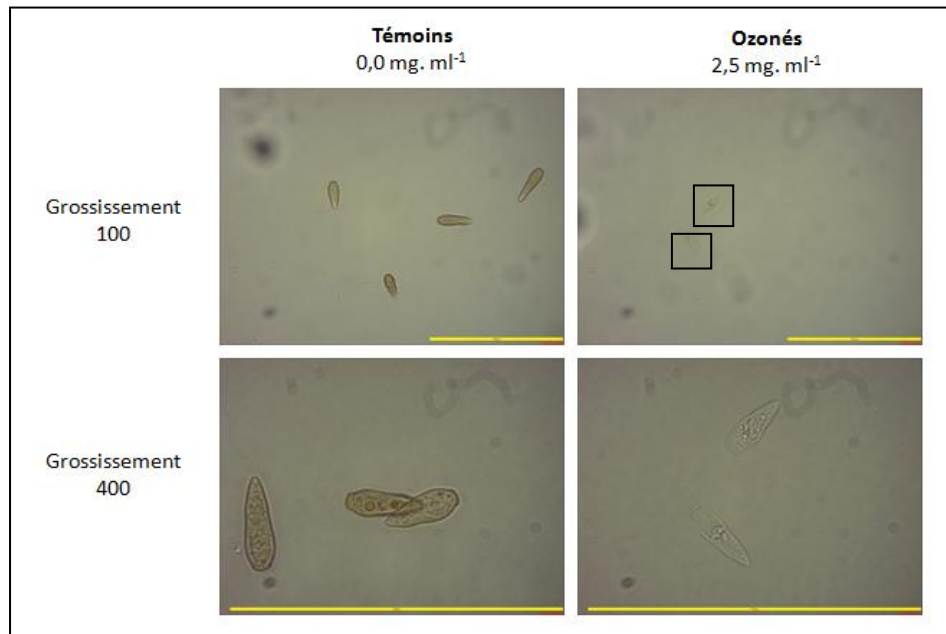 Témoins
0,0 mg. ml⁻¹
Ozonés
2,5 mg. ml⁻¹
Grossissement
100
Grossissement
400